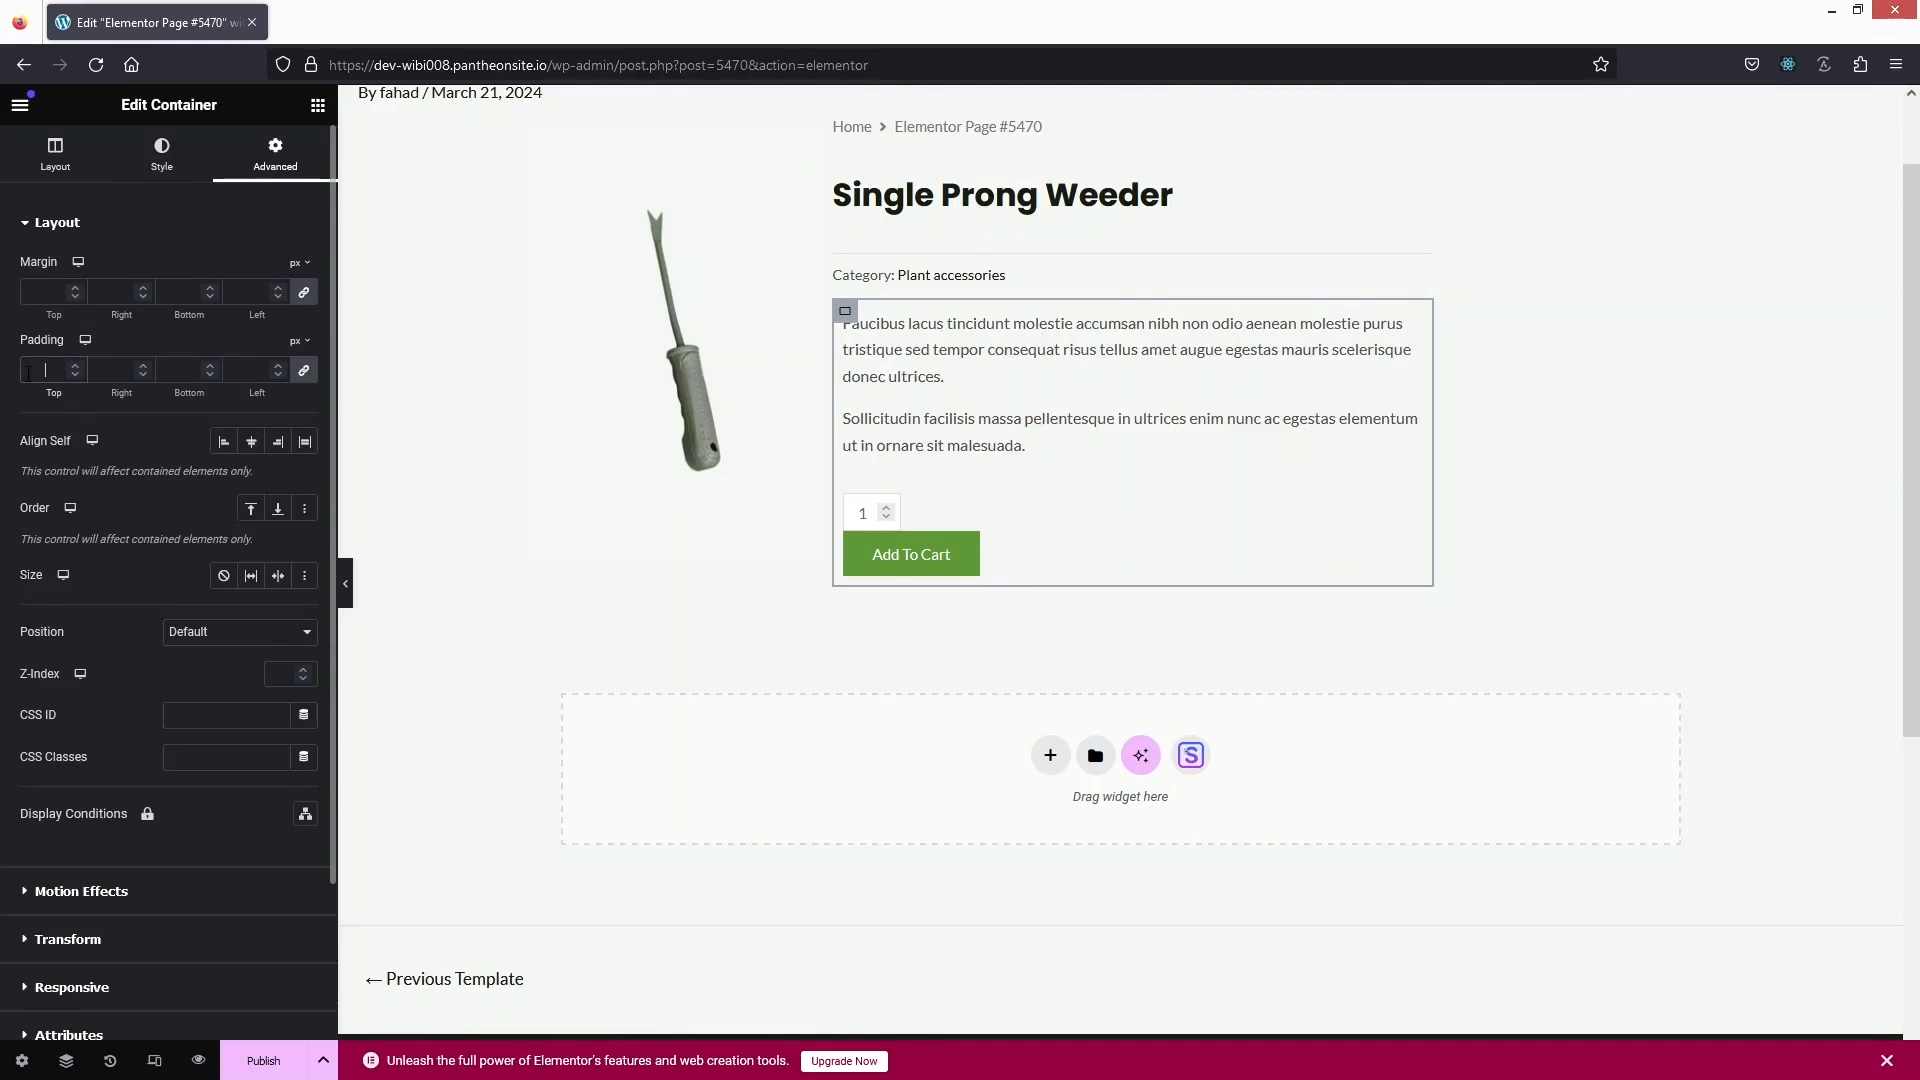 Edit "Elementor Page #5470" wi
https://dev-wibi008.pantheonsite.io/wp-admin/post.php?post=5470&action=elementor
Edit Container
Layout
Style
Advanced
Layout
Margin
px
Top
Right
Bottom
Left
Padding
px
Top
Right
Bottom
Left
Align Self
This control will affect contained elements only.
Order
This control will affect contained elements only.
Size
Position
Default
Z-Index
CSS ID
CSS Classes
Display Conditions
Motion Effects
Transform
Responsive
Attributes
Publish
By fahad / March 21, 2024
Home > Elementor Page #5470
Single Prong Weeder
Category: Plant accessories
Faucibus lacus tincidunt molestie accumsan nibh non odio aenean molestie purus
tristique sed tempor consequat risus tellus amet augue egestas mauris scelerisque
donec ultrices.
Sollicitudin facilisis massa pellentesque in ultrices enim nunc ac egestas elementum
ut in ornare sit malesuada.
1
Add To Cart
Drag widget here
← Previous Template
Unleash the full power of Elementor's features and web creation tools.
Upgrade Now